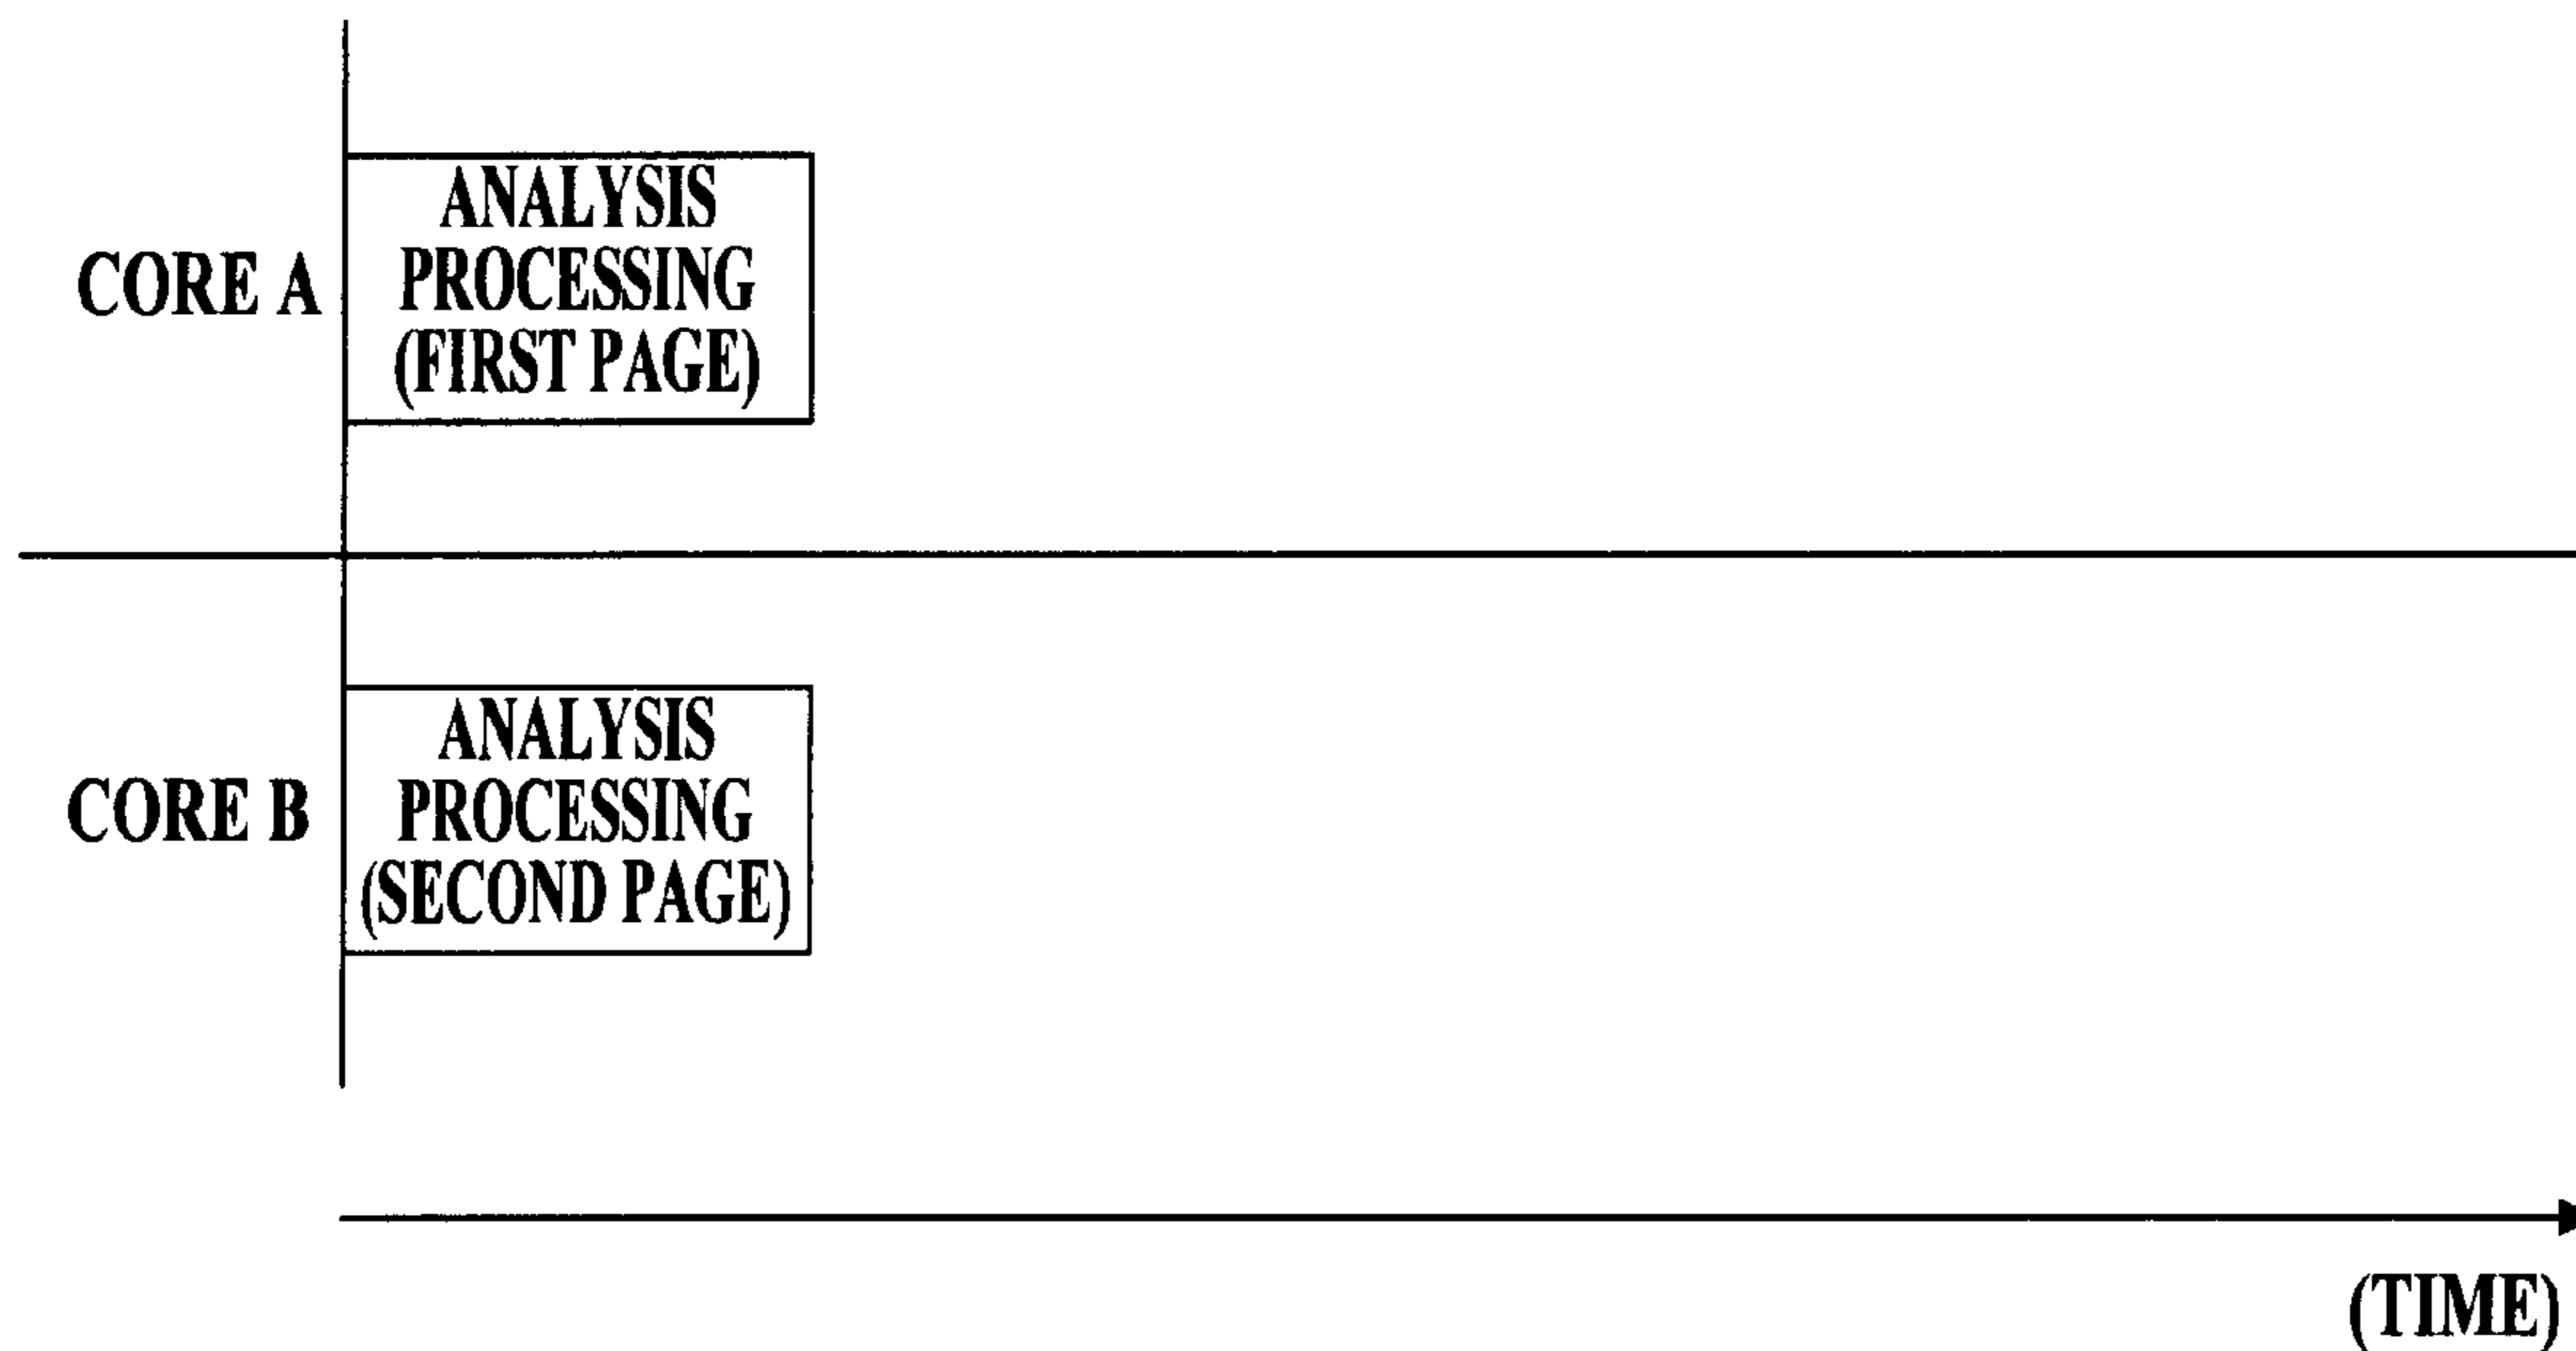 CORE A
ANALYSIS
PROCESSING
(FIRST PAGE)
CORE B
ANALYSIS
PROCESSING
(SECOND PAGE)
(TIME)